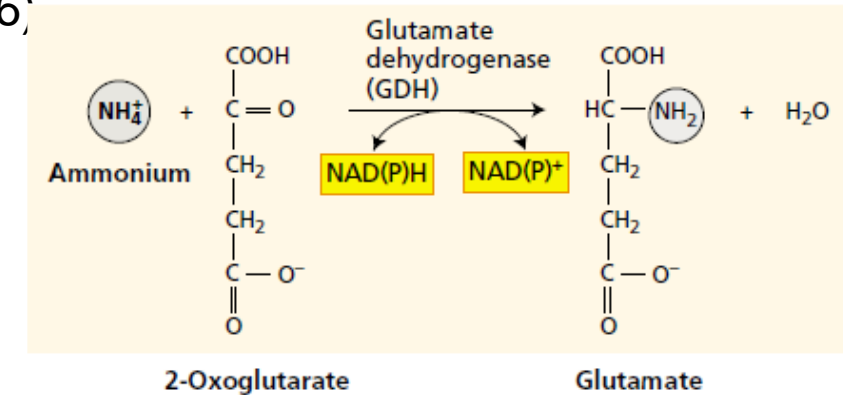 b)
Glutamate
dehydrogenase
(GDH)
COOH
COOH
NH₄⁺ + C=O
HC—NH₂ + H₂O
Ammonium
CH₂
NAD(P)H
NAD(P)⁺
CH₂
CH₂
CH₂
C—O⁻
C—O⁻
O
O
2-Oxoglutarate
Glutamate